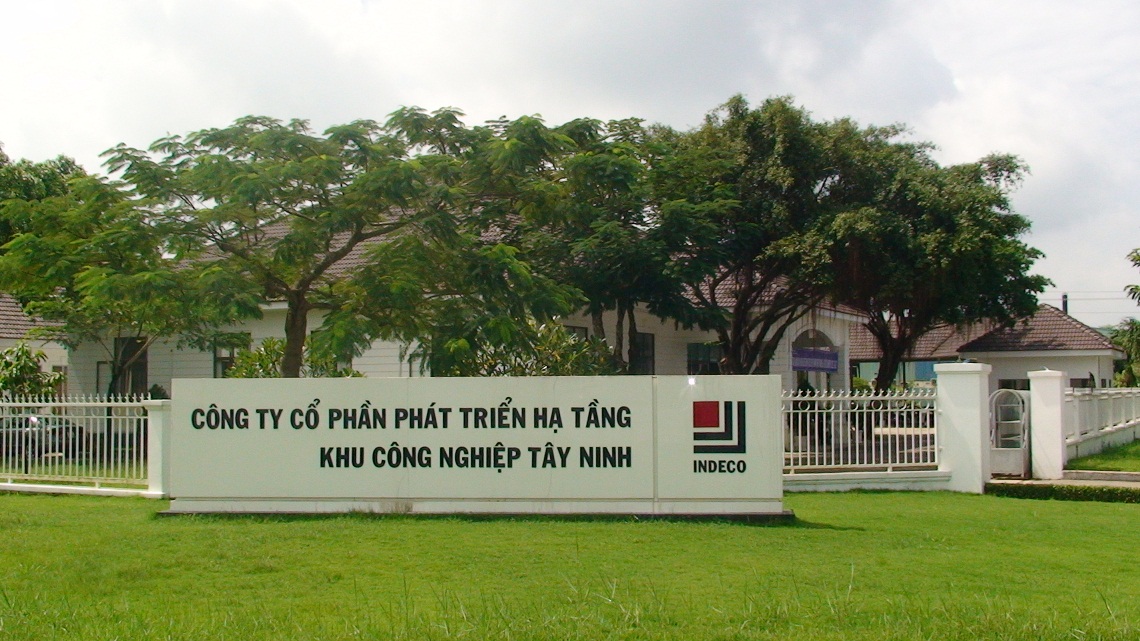 CÔNG TY CỔ PHẦN PHÁT TRIỂN HẠ TẦNG
KHU CÔNG NGHIỆP TÂY NINH
INDECO